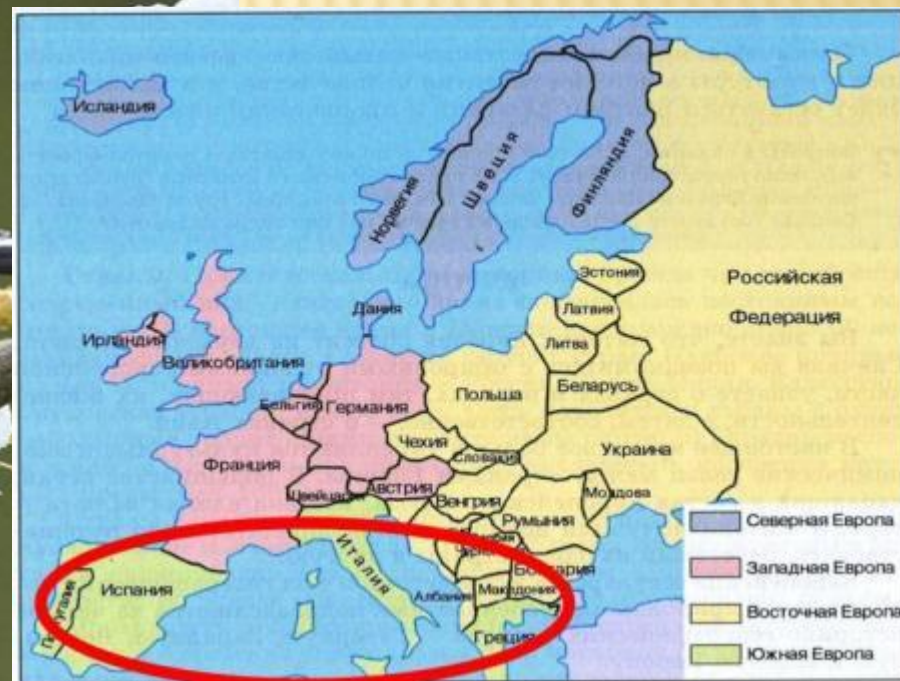 Исландия
Норвегия
Швеция
Финляндия
Российская
Федерация
Эстония
Латвия
Литва
Беларусь
Дания
Ирландия
Великобритания
Бельгия
Германия
Польша
Чехия
Словакия
Украина
Франция
Швейцария
Австрия
Венгрия
Молдова
Румыния
Болгария
Италия
Албания
Македония
Греция
Испания
Португалия
Северная Европа
Западная Европа
Восточная Европа
Южная Европа